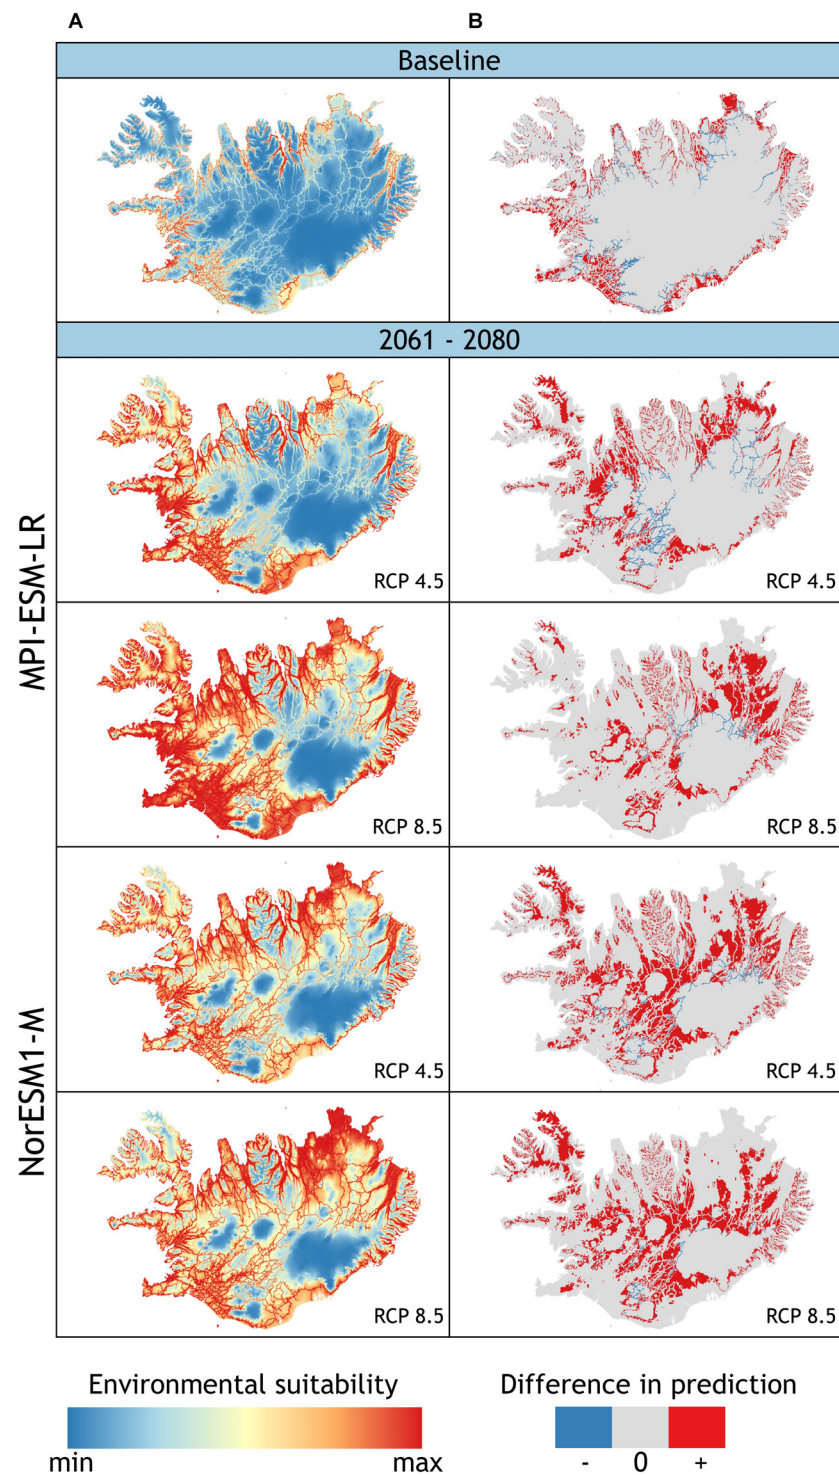 A
B
Baseline
2061 - 2080
MPI-ESM-LR
RCP 4.5
RCP 4.5
RCP 8.5
RCP 8.5
NorESM1-M
RCP 4.5
RCP 4.5
RCP 8.5
RCP 8.5
Environmental suitability
min
max
Difference in prediction
-
0
+